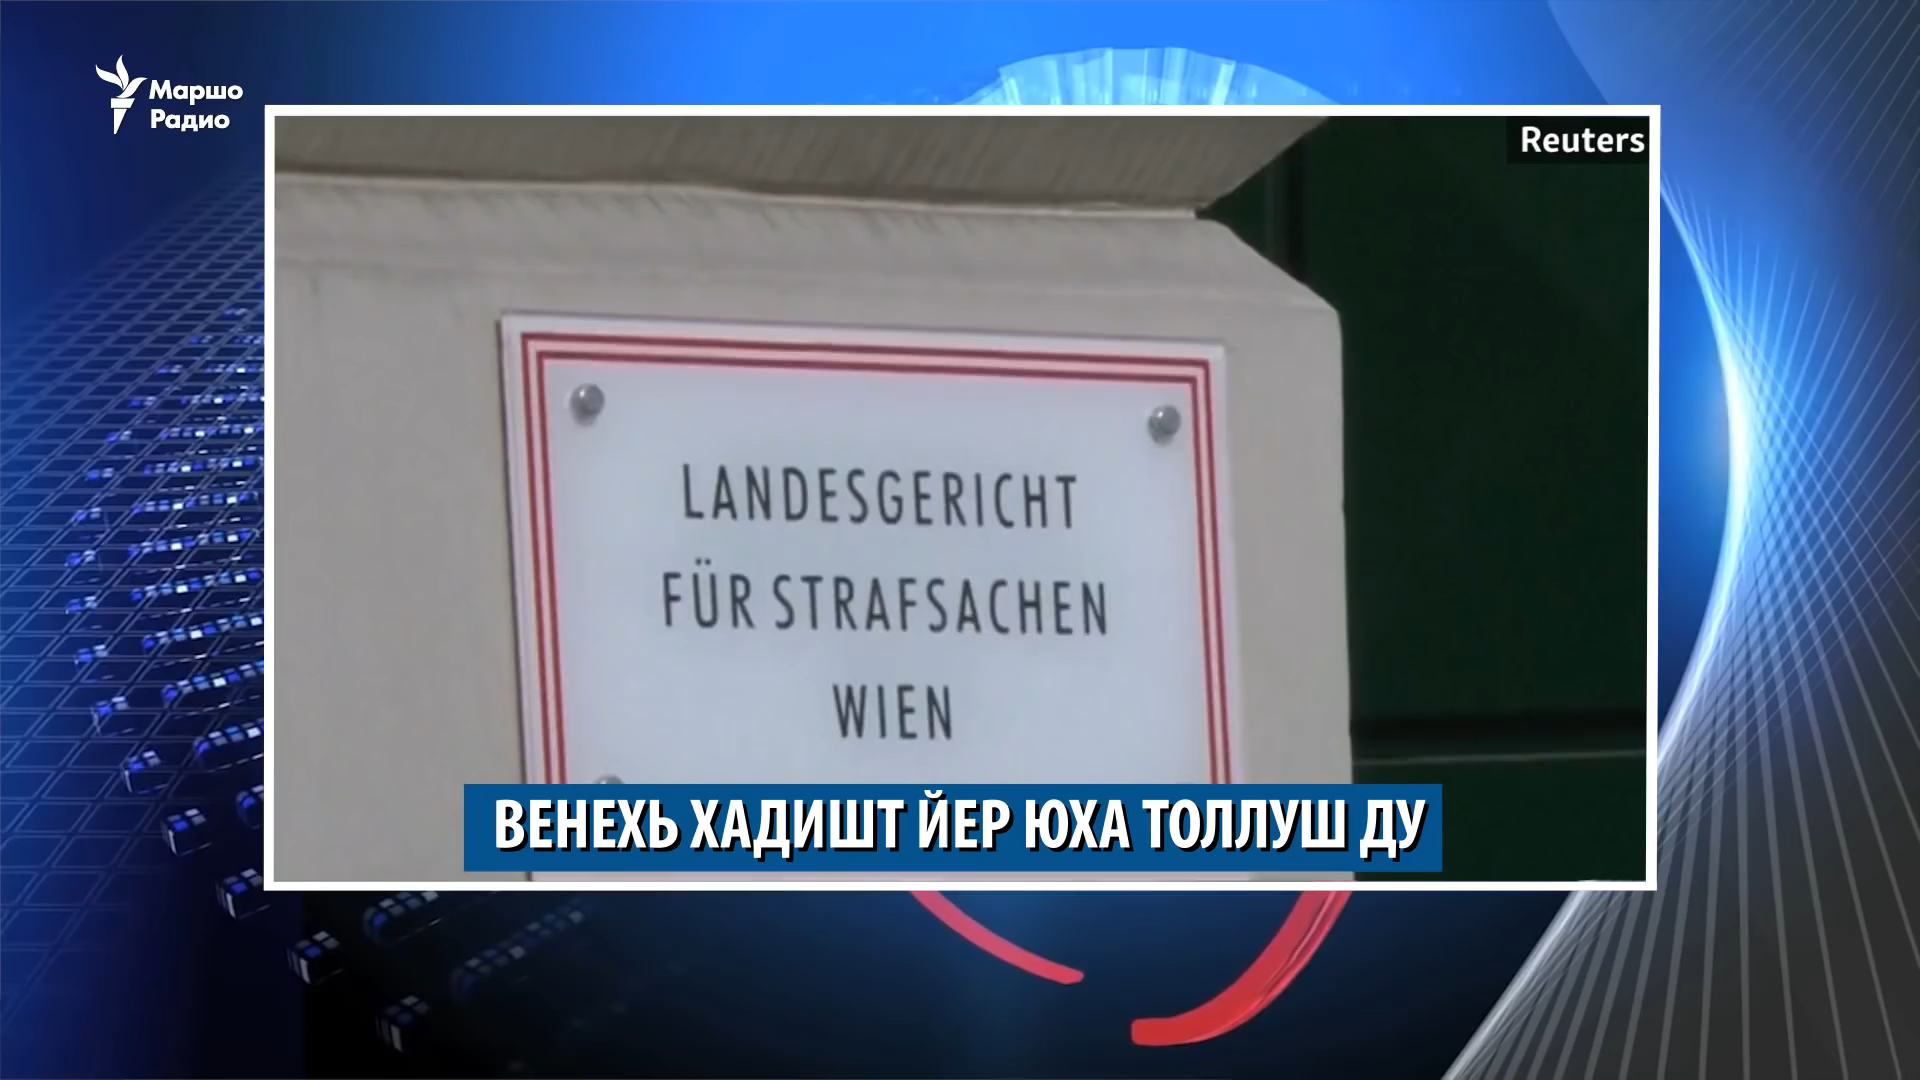 Маршо
Радио
Reuters
LANDESGERICHT
FÜR STRAFSACHEN
WIEN
ВЕНЕХЬ ХАДИШТ ЙЕР ЮХА ТОЛЛУШ ДУ